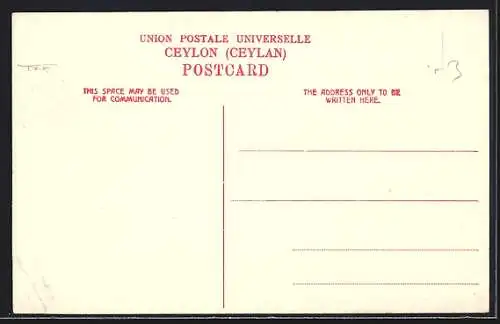 UNION POSTALE UNIVERSELLE
CEYLON (CEYLAN)
POSTCARD
THIS SPACE MAY BE USED
FOR COMMUNICATION.
THE ADDRESS ONLY TO BE
WRITTEN HERE.
3